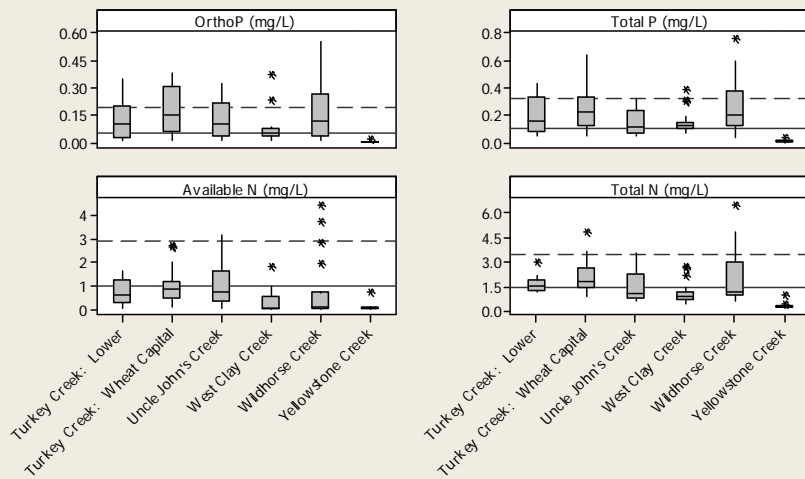 OrthoP (mg/L)
Total P (mg/L)
0.60
0.45
0.30
0.15
0.00
0.8
0.6
0.4
0.2
0.0
Available N (mg/L)
Total N (mg/L)
4
3
2
1
0
6.0
4.5
3.0
1.5
0.0
Turkey Creek: Lower
Turkey Creek: Wheat Capital
Uncle John's Creek
West Clay Creek
Wildhorse Creek
Yellowstone Creek
Turkey Creek: Lower
Turkey Creek: Wheat Capital
Uncle John's Creek
West Clay Creek
Wildhorse Creek
Yellowstone Creek